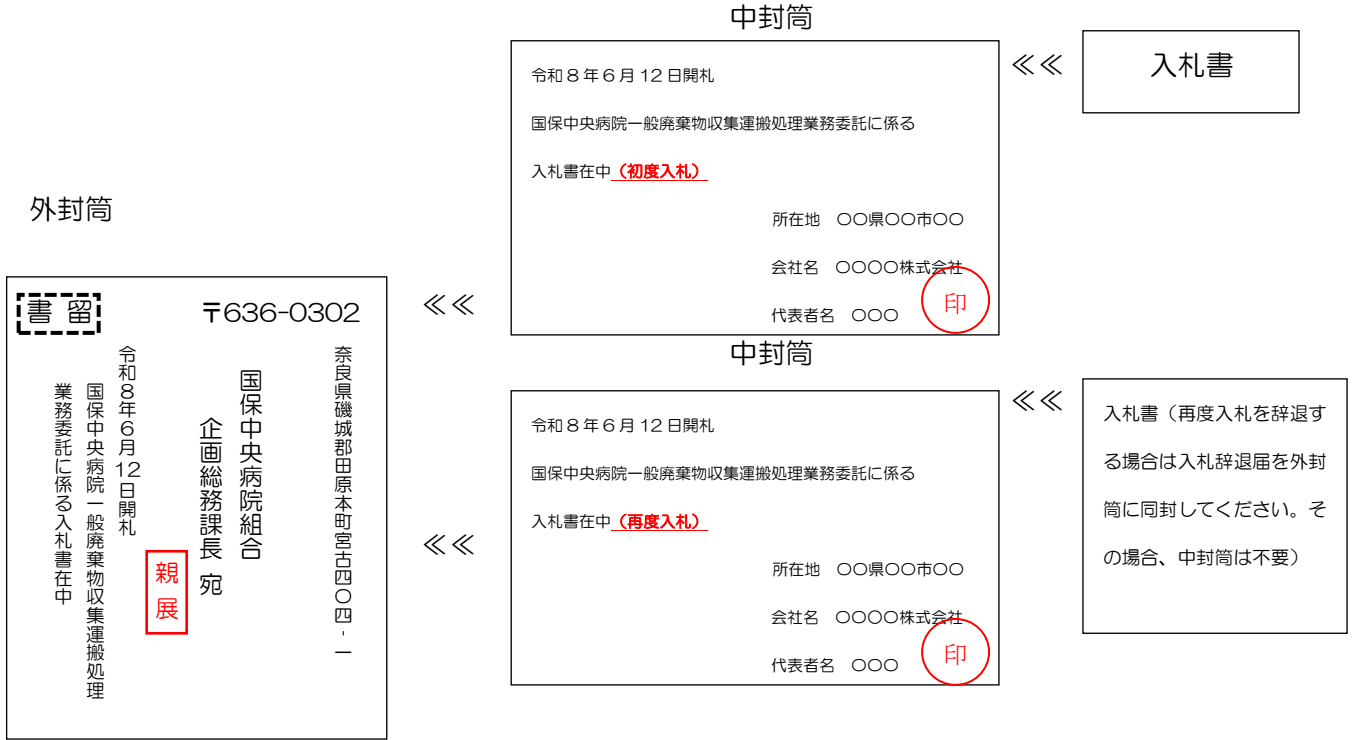 中封筒
令和8年6月12日開札
国保中央病院一般廃棄物収集運搬処理業務委託に係る
入札書在中（初度入札）
所在地　〇〇県〇〇市〇〇
会社名　〇〇〇〇株式会社
代表者名　〇〇〇
印
≪≪
入札書
外封筒
書留
〒636-0302
奈良県磯城郡田原本町宮古四〇四-一
国保中央病院組合
企画総務課長 宛
親展
令和8年6月12日開札
国保中央病院一般廃棄物収集運搬処理
業務委託に係る入札書在中
≪≪
≪≪
中封筒
令和8年6月12日開札
国保中央病院一般廃棄物収集運搬処理業務委託に係る
入札書在中（再度入札）
所在地　〇〇県〇〇市〇〇
会社名　〇〇〇〇株式会社
代表者名　〇〇〇
印
≪≪
入札書（再度入札を辞退す
る場合は入札辞退届を外封
筒に同封してください。そ
の場合、中封筒は不要）